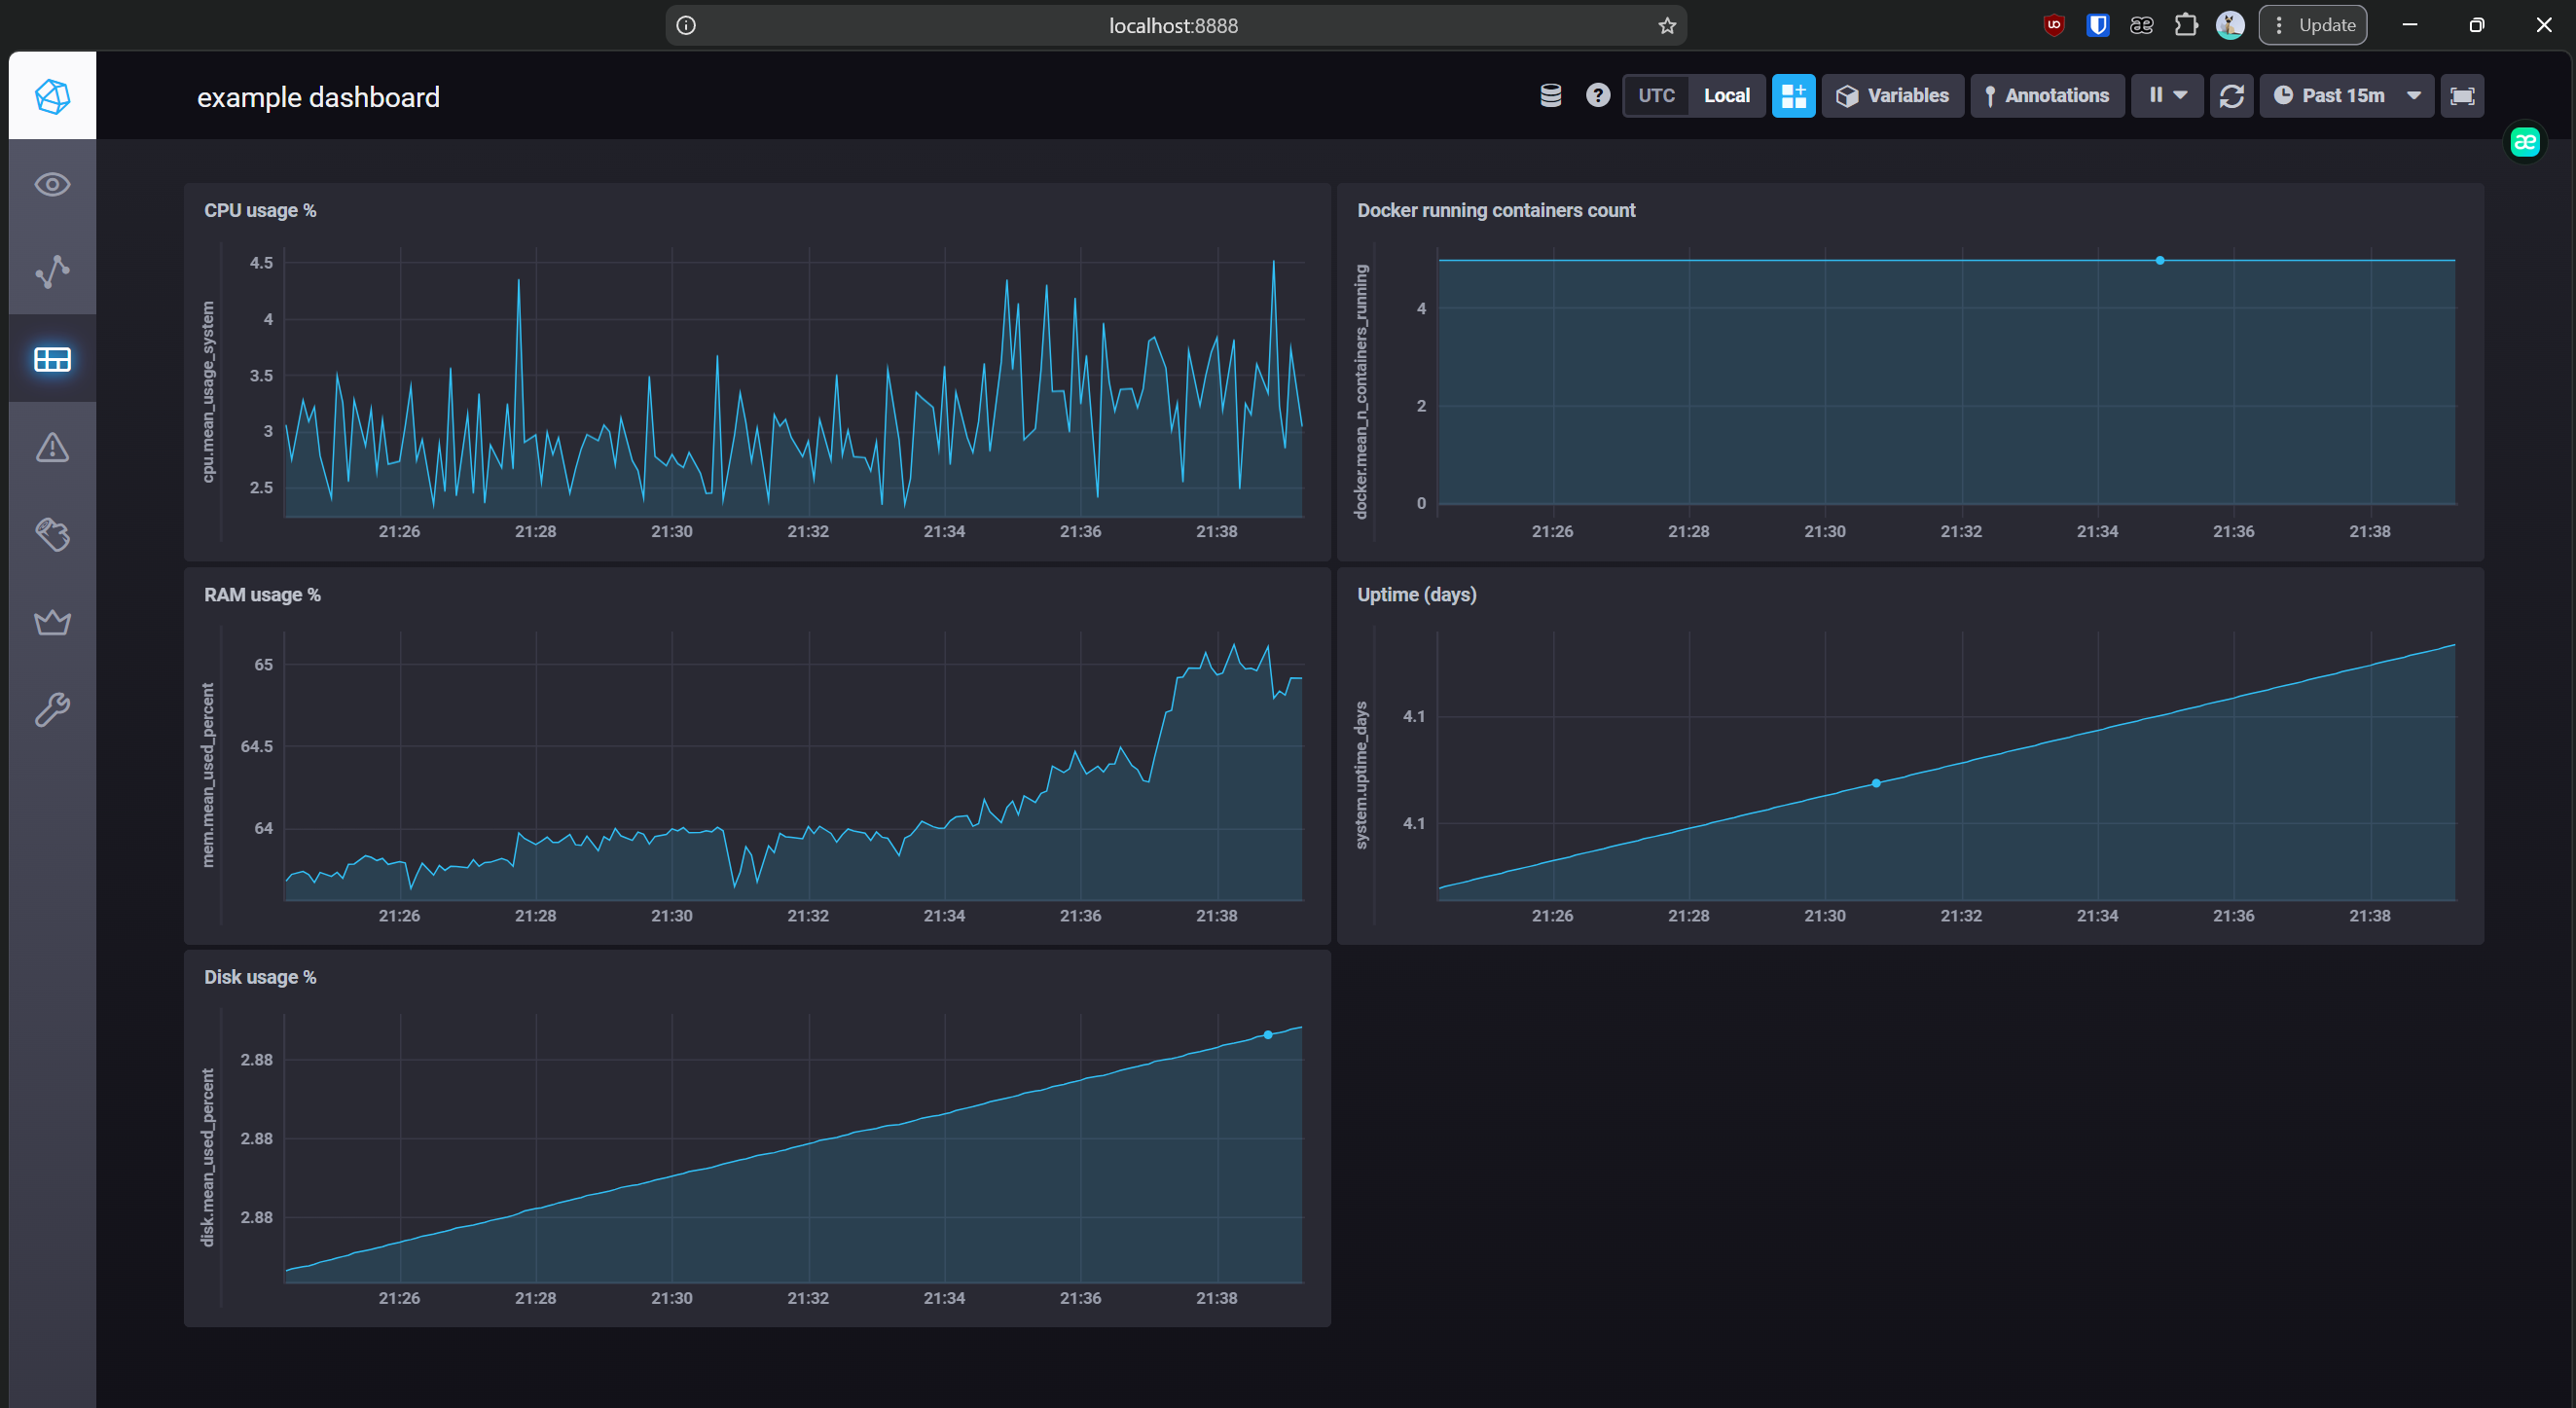 localhost:8888
Update
example dashboard
UTC
Local
Variables
Annotations
Past 15m
æ
CPU usage %
cpu.mean_usage_system
4.5
4
3.5
3
2.5
21:26
21:28
21:30
21:32
21:34
21:36
21:38
Docker running containers count
docker.mean_n_containers_running
4
2
0
21:26
21:28
21:30
21:32
21:34
21:36
21:38
RAM usage %
mem.mean_used_percent
65
64.5
64
21:26
21:28
21:30
21:32
21:34
21:36
21:38
Uptime (days)
system.uptime_days
4.1
4.1
21:26
21:28
21:30
21:32
21:34
21:36
21:38
Disk usage %
disk.mean_used_percent
2.88
2.88
2.88
21:26
21:28
21:30
21:32
21:34
21:36
21:38